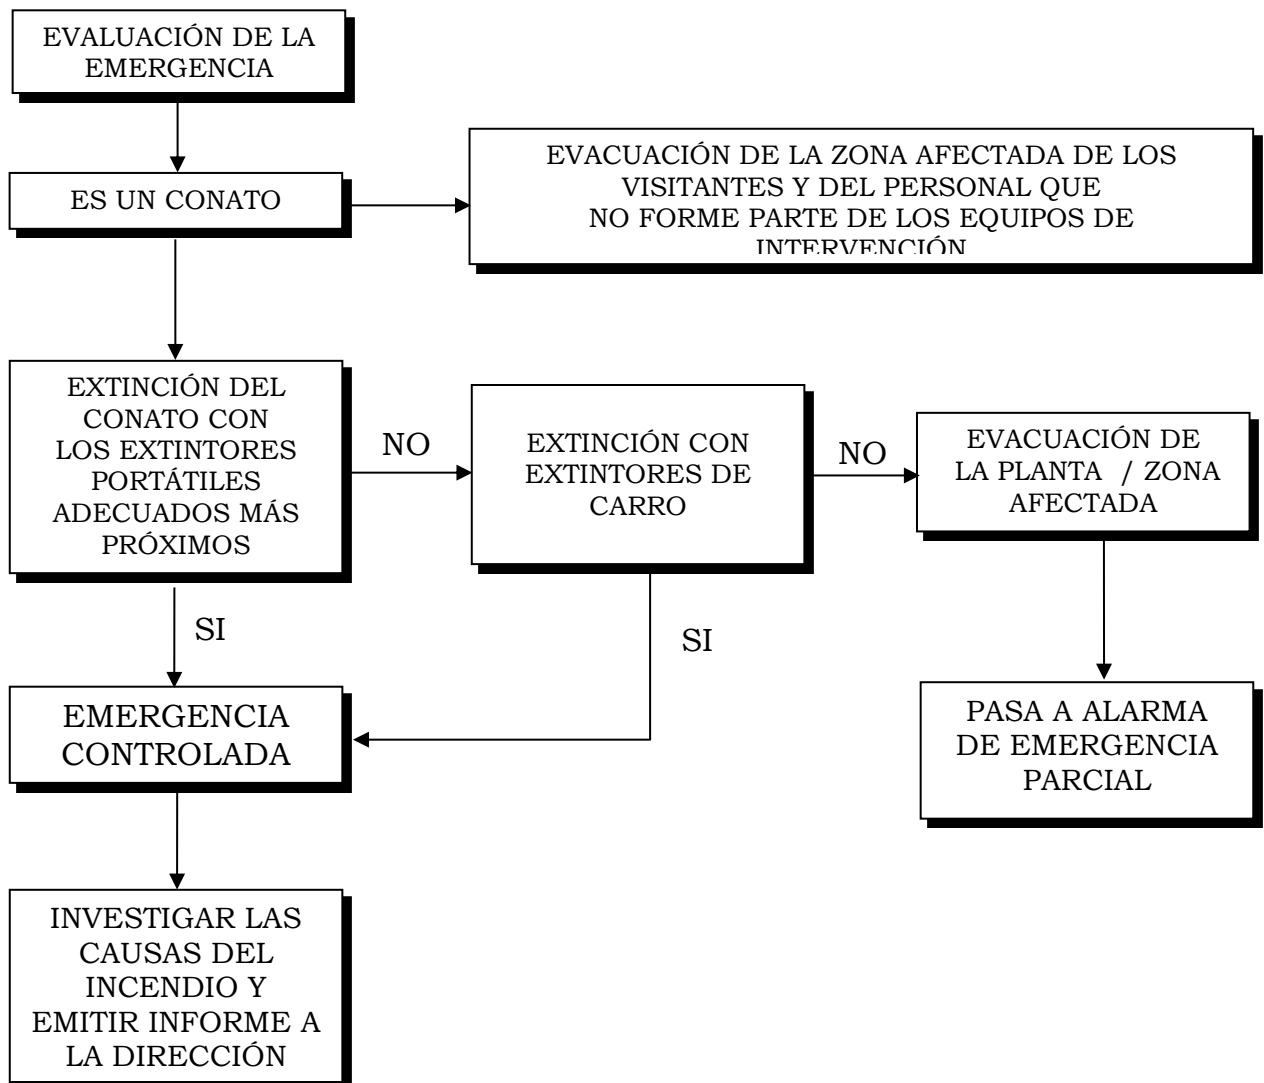 EVALUACIÓN DE LA
EMERGENCIA
ES UN CONATO
EVACUACIÓN DE LA ZONA AFECTADA DE LOS
VISITANTES Y DEL PERSONAL QUE
NO FORME PARTE DE LOS EQUIPOS DE
INTERVENCIÓN
EXTINCIÓN DEL
CONATO CON
LOS EXTINTORES
PORTÁTILES
ADECUADOS MÁS
PRÓXIMOS
NO
EXTINCIÓN CON
EXTINTORES DE
CARRO
NO
EVACUACIÓN DE
LA PLANTA / ZONA
AFECTADA
SI
SI
EMERGENCIA
CONTROLADA
PASA A ALARMA
DE EMERGENCIA
PARCIAL
INVESTIGAR LAS
CAUSAS DEL
INCENDIO Y
EMITIR INFORME A
LA DIRECCIÓN